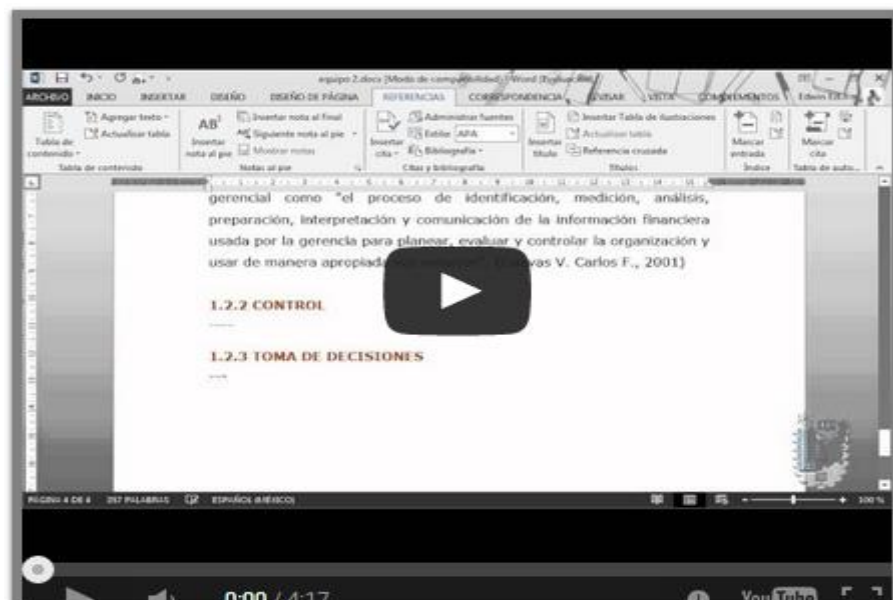 equipo 2.docx [Modo de compatibilidad] - Word
ARCHIVO INICIO INSERTAR DISEÑO DISEÑO DE PÁGINA REFERENCIAS CORRESPONDENCIA REVISAR VISTA COMPLEMENTOS Edwin
Tabla de contenido
Agregar texto
Actualizar tabla
Tabla de contenido
AB¹ Insertar nota al pie
Insertar nota al final
Siguiente nota al pie
Mostrar notas
Notas al pie
Insertar cita
Administrar fuentes
Estilo: APA
Bibliografía
Citas y bibliografía
Insertar título
Insertar Tabla de ilustraciones
Actualizar tabla
Referencia cruzada
Títulos
Marcar entrada
Índice
Marcar cita
Tabla de auto...
gerencial como "el proceso de identificación, medición, análisis,
preparación, interpretación y comunicación de la información financiera
usada por la gerencia para planear, evaluar y controlar la organización y
usar de manera V. Carlos F., 2001)
1.2.2 CONTROL
-----
1.2.3 TOMA DE DECISIONES
----
PÁGINA 4 DE 4 357 PALABRAS ESPAÑOL (MÉXICO) 100 %
0:00 / 4:17 YouTube